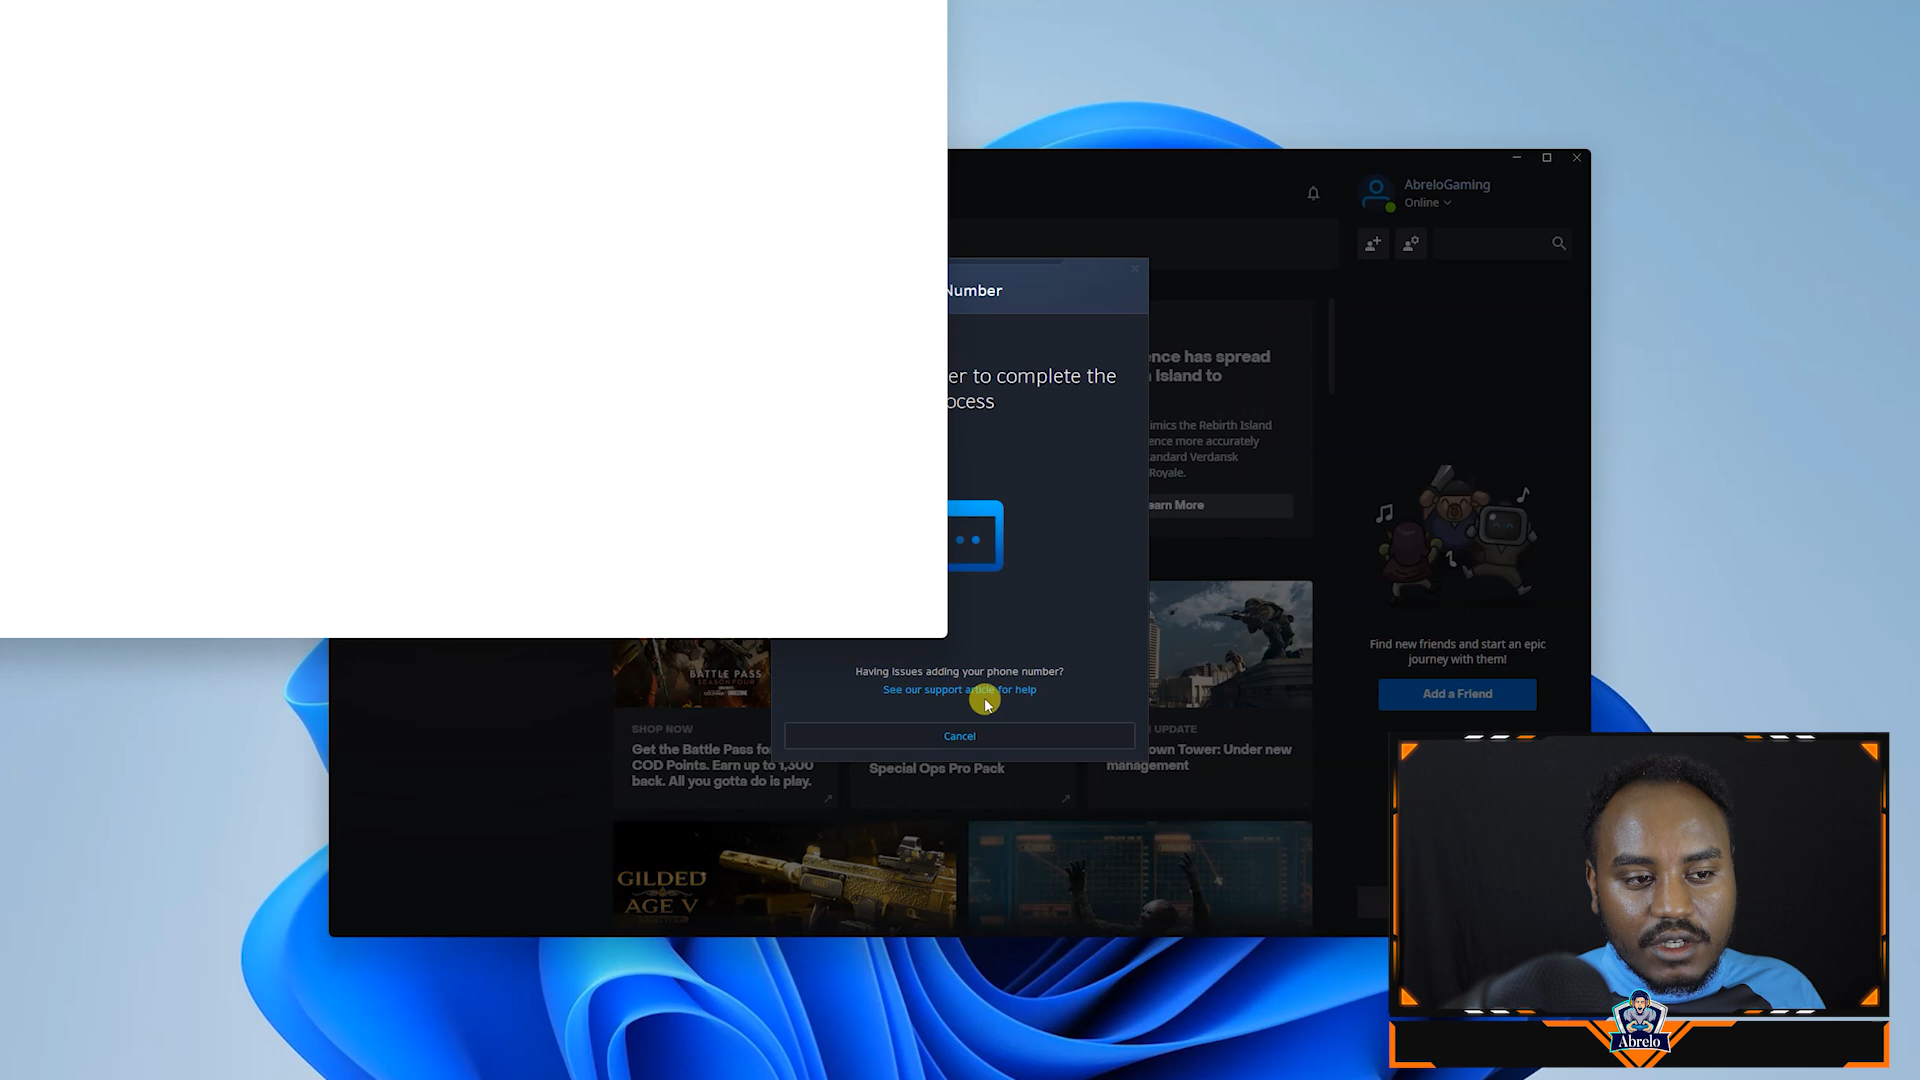 AbreloGaming
Online
Number
er to complete the
ocess
ence has spread
Island to
imics the Rebirth Island
ence more accurately
andard Verdansk
Royale.
earn More
Find new friends and start an epic
journey with them!
Add a Friend
BATTLE PASS
Having issues adding your phone number?
See our support article for help
Cancel
SHOP NOW
Get the Battle Pass fo
COD Points. Earn up to 1,300
back. All you gotta do is play.
Special Ops Pro Pack
UPDATE
own Tower: Under new
management
GILDED
AGE V
Abrelo